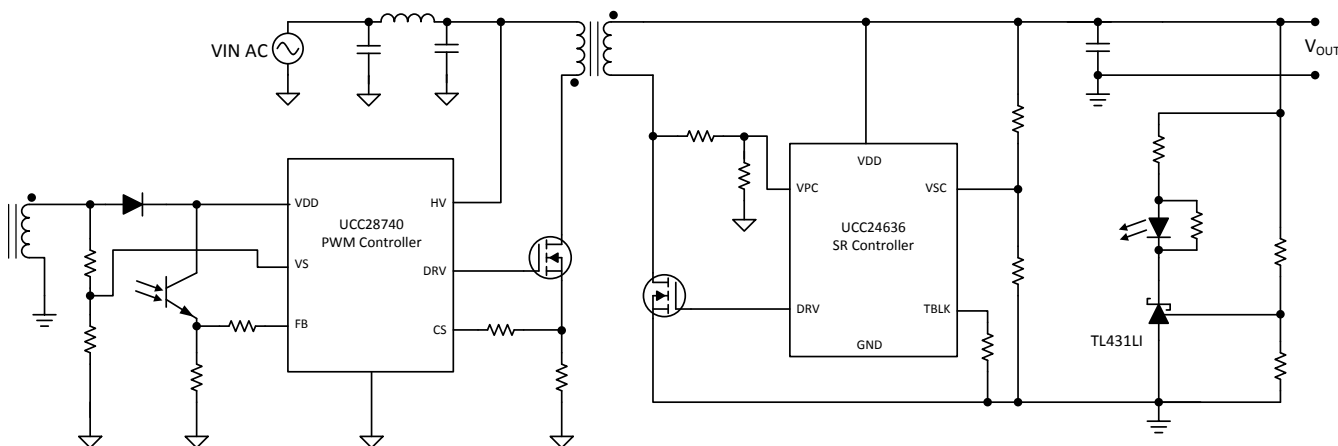 VIN AC
VOUT
VDD
HV
UCC28740
PWM Controller
VS
DRV
FB
CS
VDD
VPC
VSC
UCC24636
SR Controller
DRV
TBLK
GND
TL431LI